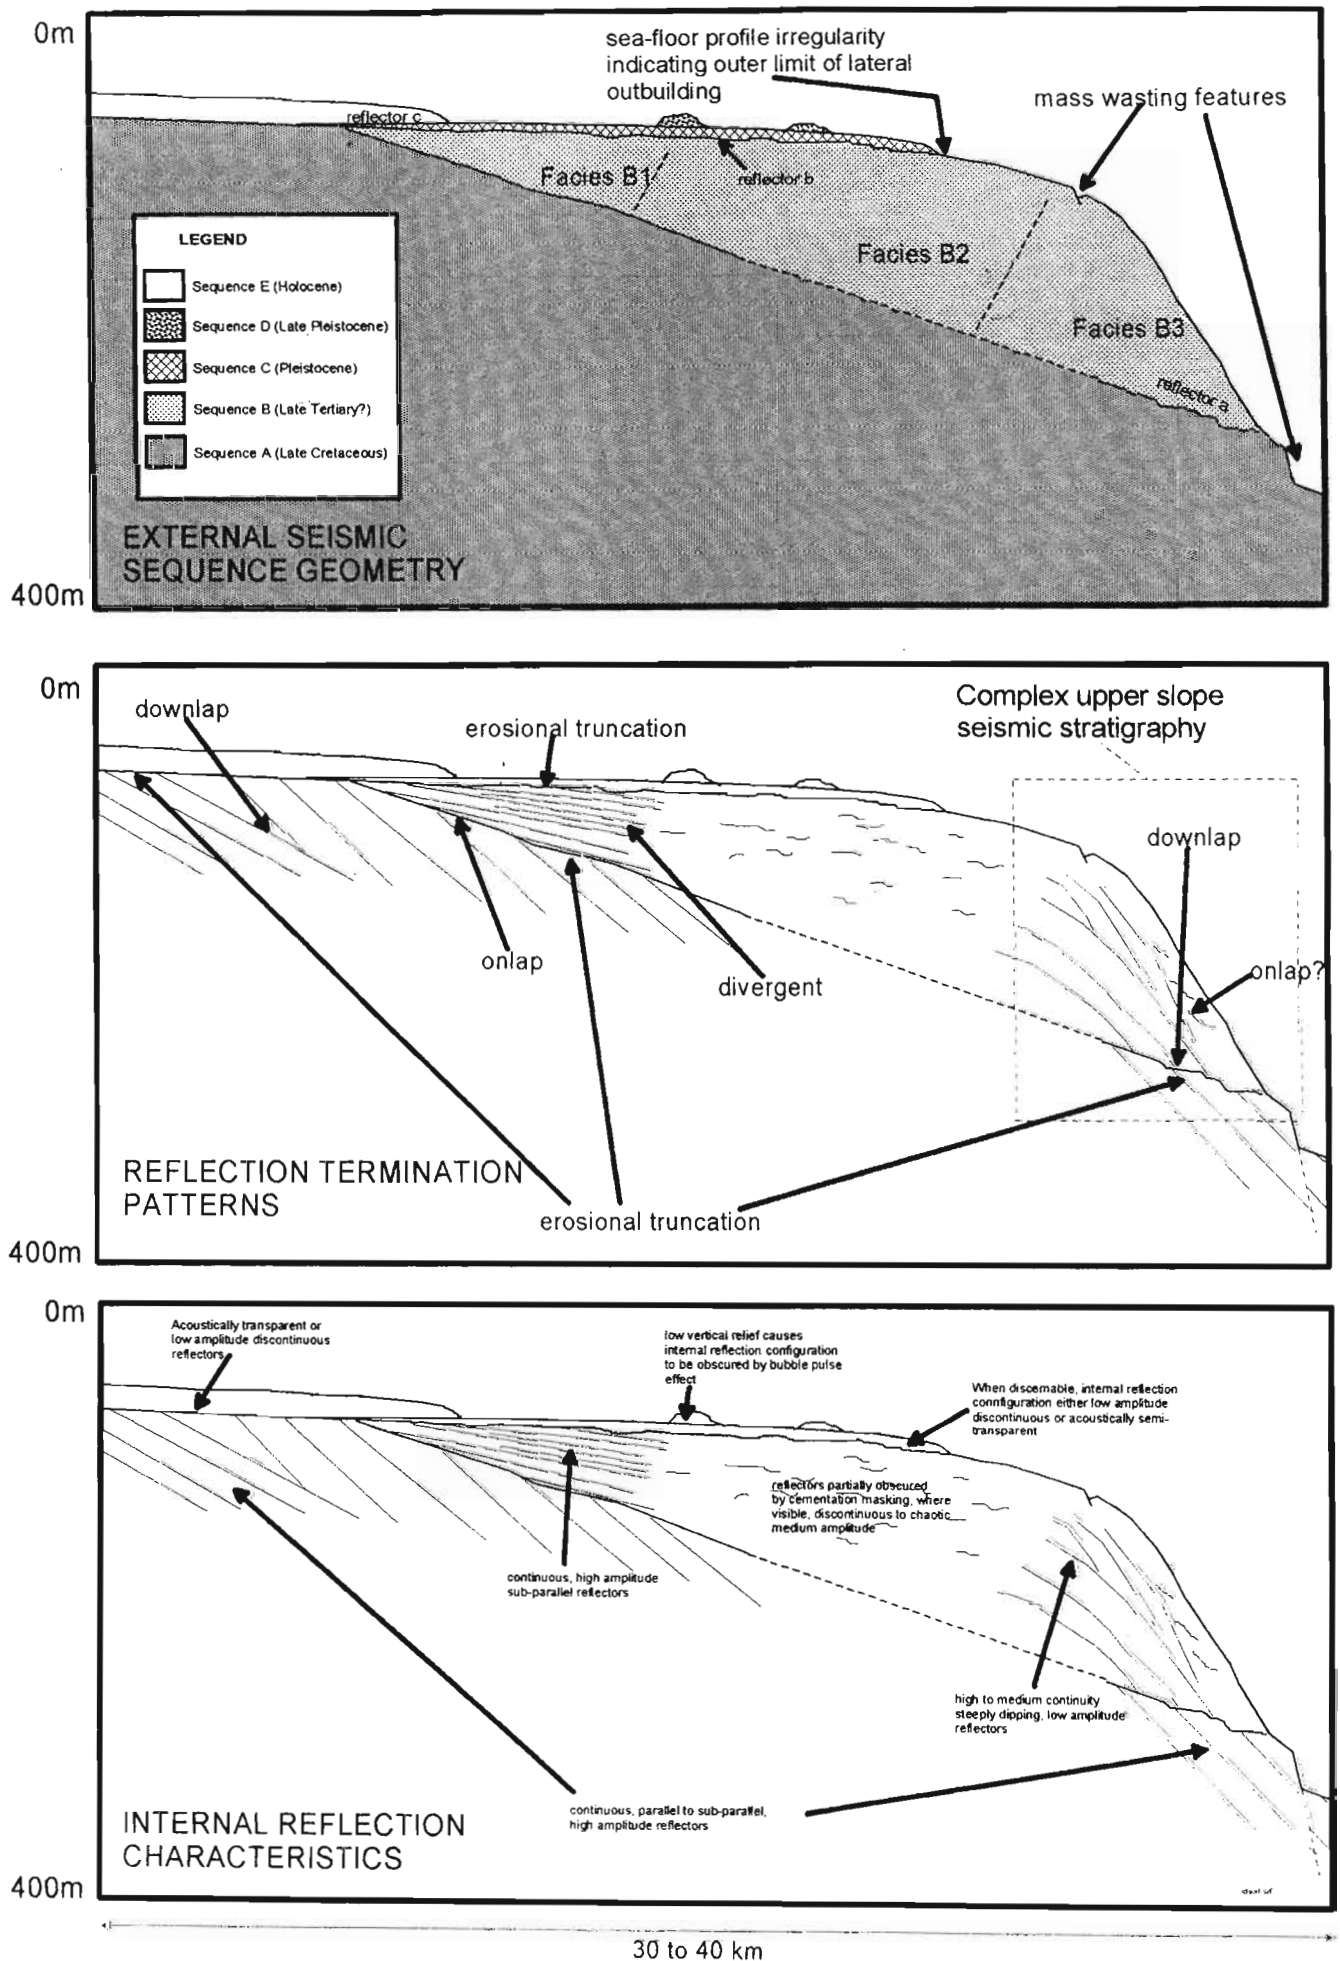 0m
sea-floor profile irregularity
indicating outer limit of lateral
outbuilding
mass wasting features
reflector c
Facies B1
reflector b
Facies B2
Facies B3
reflector a
LEGEND
Sequence E (Holocene)
Sequence D (Late Pleistocene)
Sequence C (Pleistocene)
Sequence B (Late Tertiary?)
Sequence A (Late Cretaceous)
EXTERNAL SEISMIC
SEQUENCE GEOMETRY
400m
0m
downlap
erosional truncation
Complex upper slope
seismic stratigraphy
downlap
onlap
divergent
onlap?
REFLECTION TERMINATION
PATTERNS
erosional truncation
400m
0m
Acoustically transparent or
low amplitude discontinuous
reflectors
low vertical relief causes
internal reflection configuration
to be obscured by bubble pulse
effect
When discernable, internal reflection
connfiguration either low amplitude
discontinuous or acoustically semi-
transparent
reflectors partially obscured
by cementation masking, where
visible, discontinuous to chaotic
medium amplitude
continuous, high amplitude
sub-parallel reflectors
high to medium continuity
steeply dipping, low amplitude
reflectors
continuous, parallel to sub-parallel,
high amplitude reflectors
INTERNAL REFLECTION
CHARACTERISTICS
400m
30 to 40 km